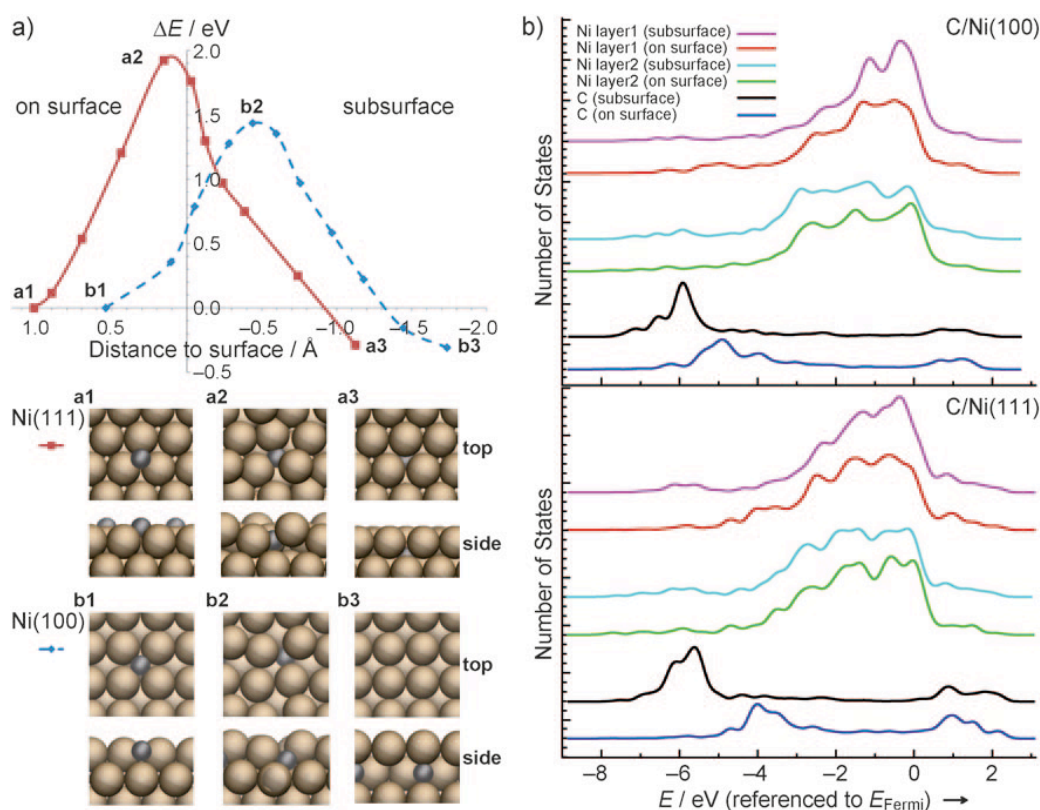 a)
ΔE / eV
2.0
a2
on surface
b2
subsurface
1.5
1.0
0.5
a1
b1
0.0
1.0
0.5
–0.5
-1.0
-1.5
-2.0
Distance to surface / Å
a3
b3
–0.5
a1
a2
a3
Ni(111)
top
side
b1
b2
b3
Ni(100)
top
side
b)
C/Ni(100)
Ni layer1 (subsurface)
Ni layer1 (on surface)
Ni layer2 (subsurface)
Ni layer2 (on surface)
C (subsurface)
C (on surface)
Number of States
C/Ni(111)
Number of States
–8
–6
–4
–2
0
2
E / eV (referenced to EFermi) →